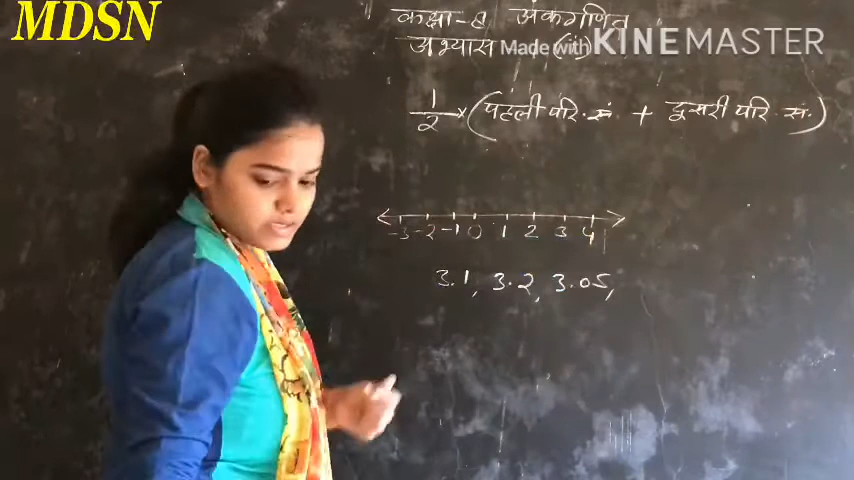 MDSN
कक्षा-8 अंकगणित
अभ्यास Made with KINEMASTER
1/2 × (पहली परि.सं. + दुसरी परि सं.)
-3 -2 -1 0 1 2 3 4
3.1, 3.2, 3.05,